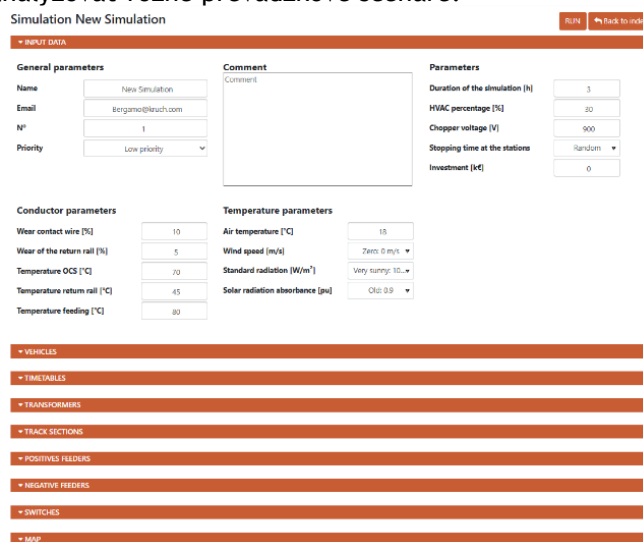 analyzovať rôzne prevádzkové scenáre.
Simulation New Simulation
RUN
Back to inde
INPUT DATA
General parameters
Comment
Parameters
Name
New Simulation
Comment
Duration of the simulation [h]
3
Email
Bergamo@kruch.com
HVAC percentage [%]
30
N°
1
Chopper voltage [V]
900
Priority
Low priority
Stopping time at the stations
Random
Investment [k€]
0
Conductor parameters
Temperature parameters
Wear contact wire [%]
10
Air temperature [°C]
18
Wear of the return rail [%]
5
Wind speed [m/s]
Zero: 0 m/s
Temperature OCS [°C]
70
Standard radiation [W/m²]
Very sunny: 10...
Temperature return rail [°C]
45
Solar radiation absorbance [pu]
Old: 0.9
Temperature feeding [°C]
80
VEHICLES
TIMETABLES
TRANSFORMERS
TRACK SECTIONS
POSITIVES FEEDERS
NEGATIVE FEEDERS
SWITCHES
MAP